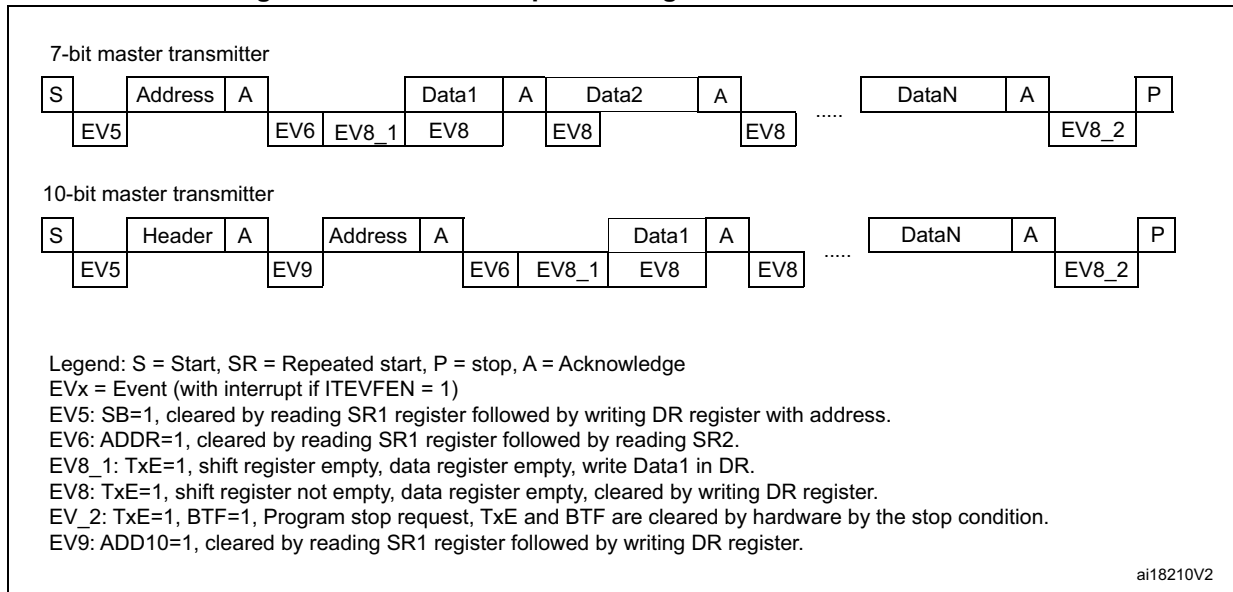 7-bit master transmitter
S Address A Data1 A Data2 A ..... DataN A P
EV5 EV6 EV8_1 EV8 EV8 EV8 EV8_2
10-bit master transmitter
S Header A Address A Data1 A ..... DataN A P
EV5 EV9 EV6 EV8_1 EV8 EV8 EV8_2
Legend: S = Start, SR = Repeated start, P = stop, A = Acknowledge
EVx = Event (with interrupt if ITEVFEN = 1)
EV5: SB=1, cleared by reading SR1 register followed by writing DR register with address.
EV6: ADDR=1, cleared by reading SR1 register followed by reading SR2.
EV8_1: TxE=1, shift register empty, data register empty, write Data1 in DR.
EV8: TxE=1, shift register not empty, data register empty, cleared by writing DR register.
EV_2: TxE=1, BTF=1, Program stop request, TxE and BTF are cleared by hardware by the stop condition.
EV9: ADD10=1, cleared by reading SR1 register followed by writing DR register.
ai18210V2